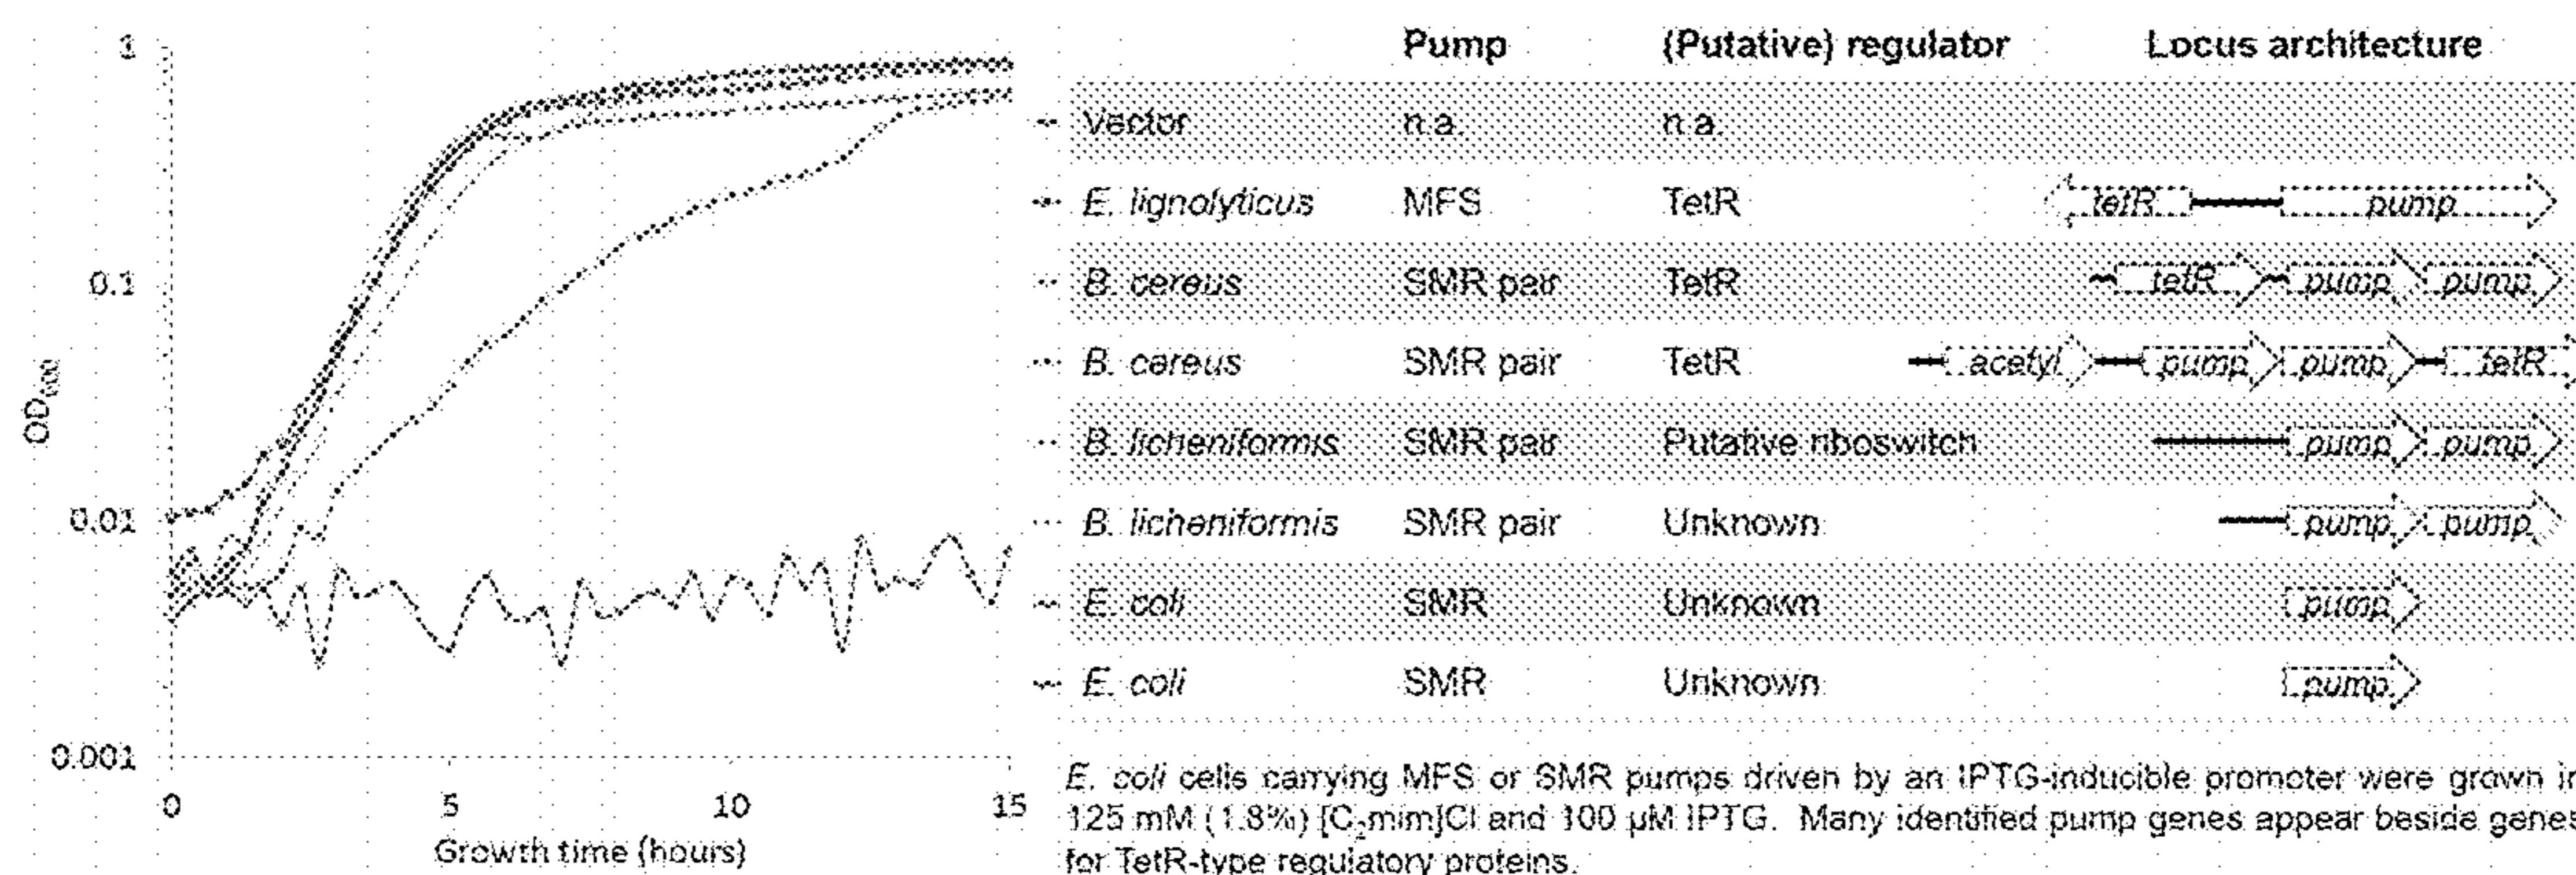 1
0.1
0.01
0.001
OD600
0 5 10 15
Growth time (hours)
Pump (Putative) regulator Locus architecture
Vector n.a. n.a.
E. lignolyticus MFS TetR tetR pump
B. cereus SMR pair TetR tetR pump pump
B. cereus SMR pair TetR acetyl pump pump tetR
B. licheniformis SMR pair Putative riboswitch pump pump
B. licheniformis SMR pair Unknown pump pump
E. coli SMR Unknown pump
E. coli SMR Unknown pump
E. coli cells carrying MFS or SMR pumps driven by an IPTG-inducible promoter were grown in
125 mM (1.8%) [C2mim]Cl and 100 µM IPTG. Many identified pump genes appear beside genes
for TetR-type regulatory proteins.